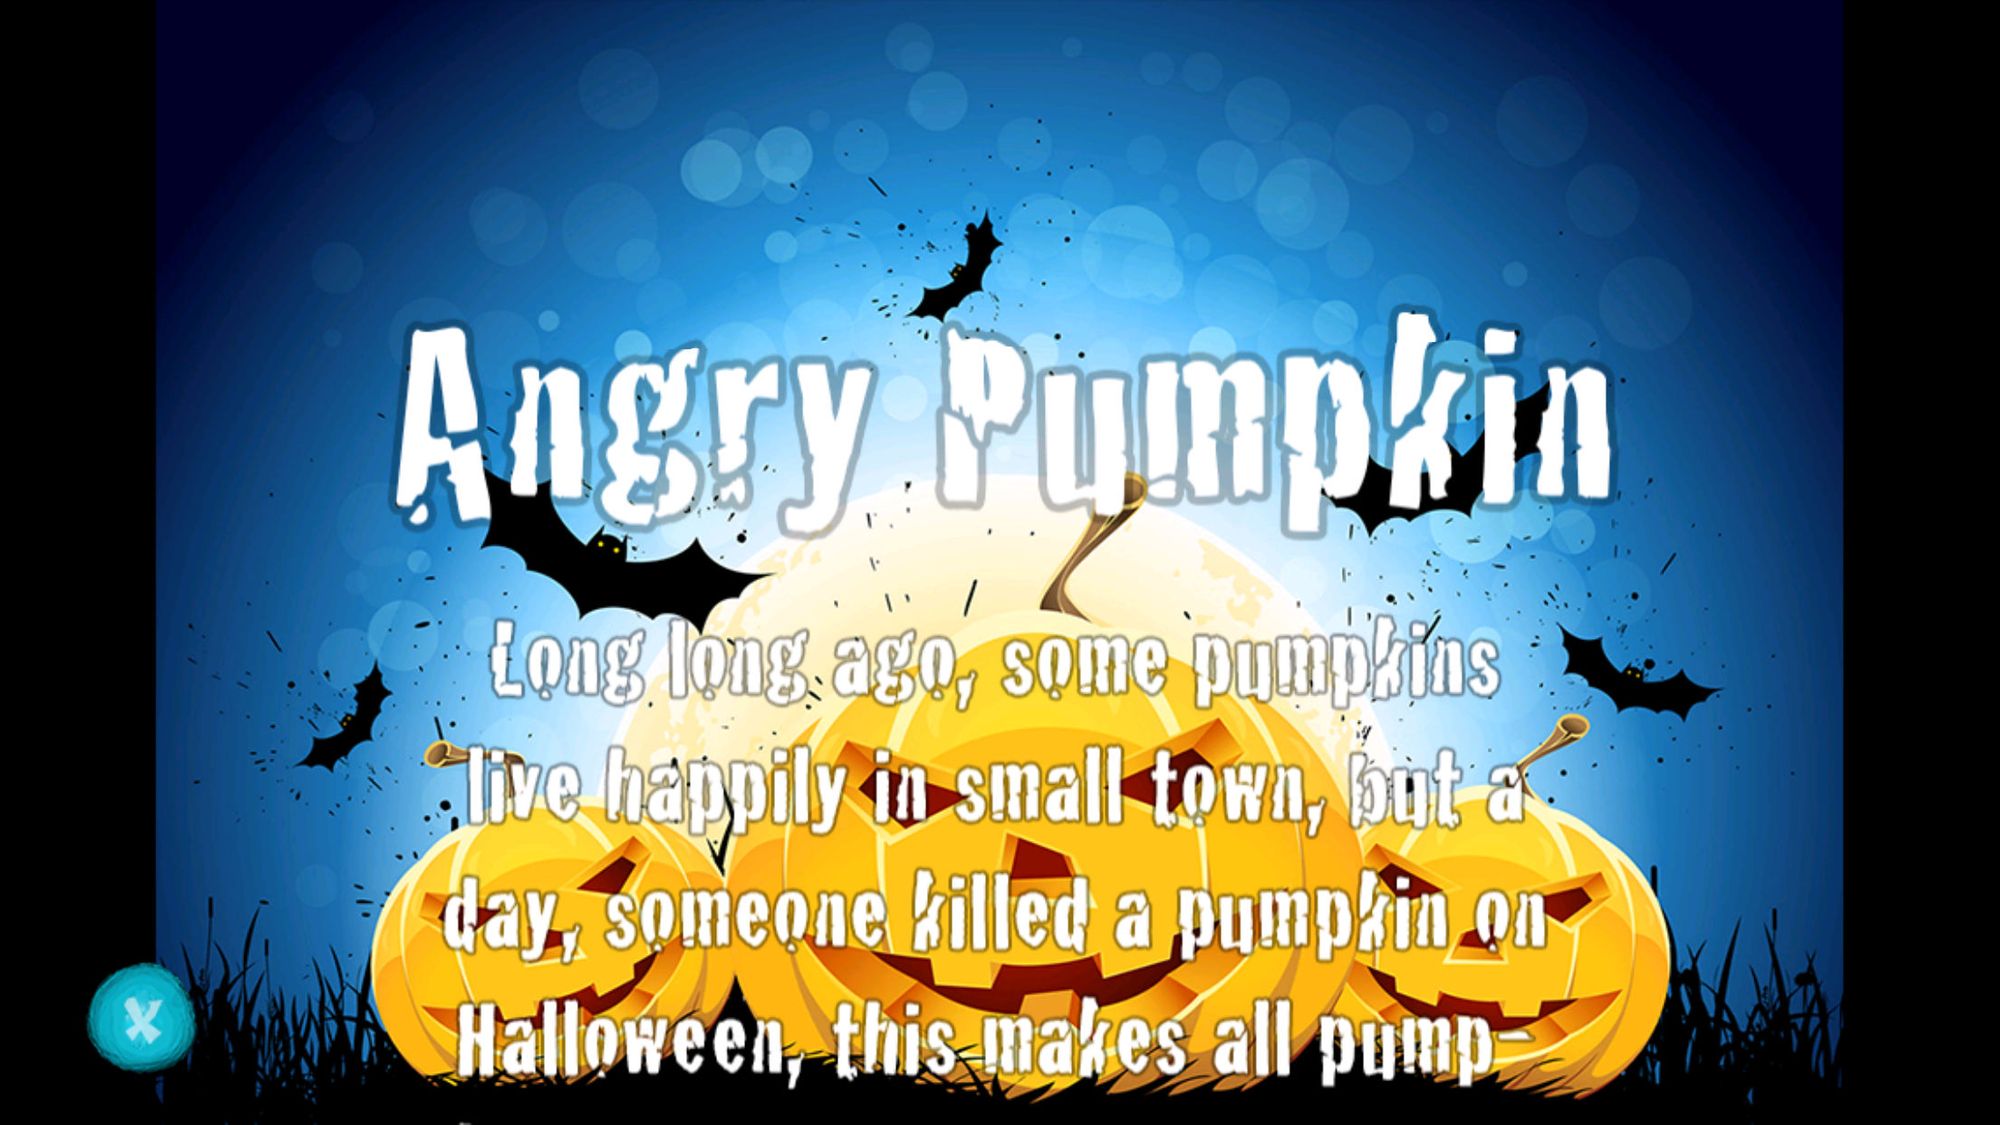 Angry Pumpkin
Long long ago, some pumpkins
live happily in small town, but a
day, someone killed a pumpkin on
Halloween, this makes all pump-
x